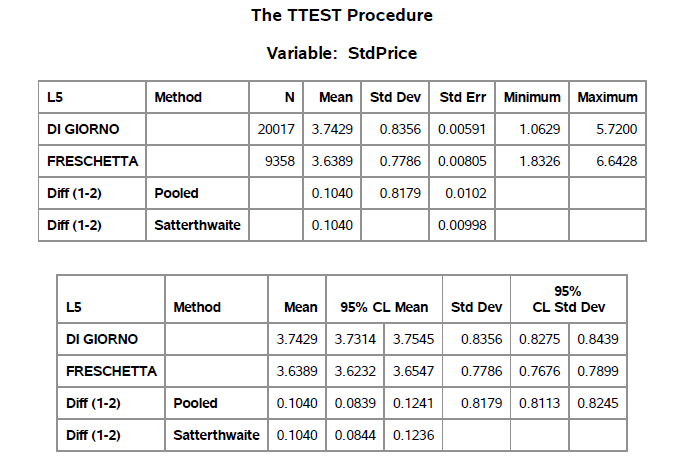 The TTEST Procedure
Variable: StdPrice
L5 Method N Mean Std Dev Std Err Minimum Maximum
DI GIORNO 20017 3.7429 0.8356 0.00591 1.0629 5.7200
FRESCHETTA 9358 3.6389 0.7786 0.00805 1.8326 6.6428
Diff (1-2) Pooled 0.1040 0.8179 0.0102
Diff (1-2) Satterthwaite 0.1040 0.00998
L5 Method Mean 95% CL Mean Std Dev 95%
CL Std Dev
DI GIORNO 3.7429 3.7314 3.7545 0.8356 0.8275 0.8439
FRESCHETTA 3.6389 3.6232 3.6547 0.7786 0.7676 0.7899
Diff (1-2) Pooled 0.1040 0.0839 0.1241 0.8179 0.8113 0.8245
Diff (1-2) Satterthwaite 0.1040 0.0844 0.1236